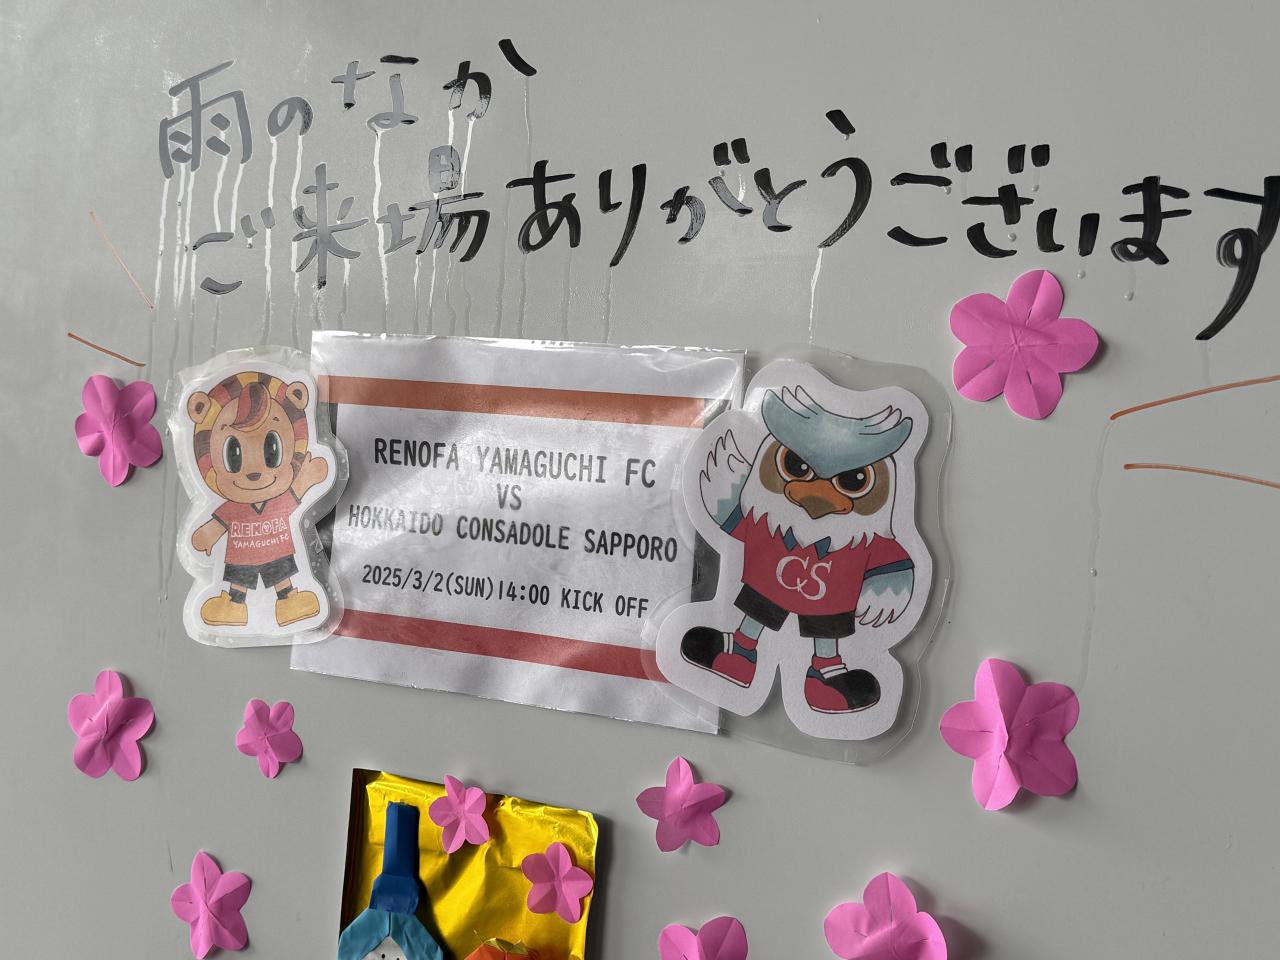 雨のなか、
ご来場ありがとうございます
RENOFA YAMAGUCHI FC
VS
HOKKAIDO CONSADOLE SAPPORO
2025/3/2(SUN)14:00 KICK OFF
RENOFA
YAMAGUCHI FC
CS